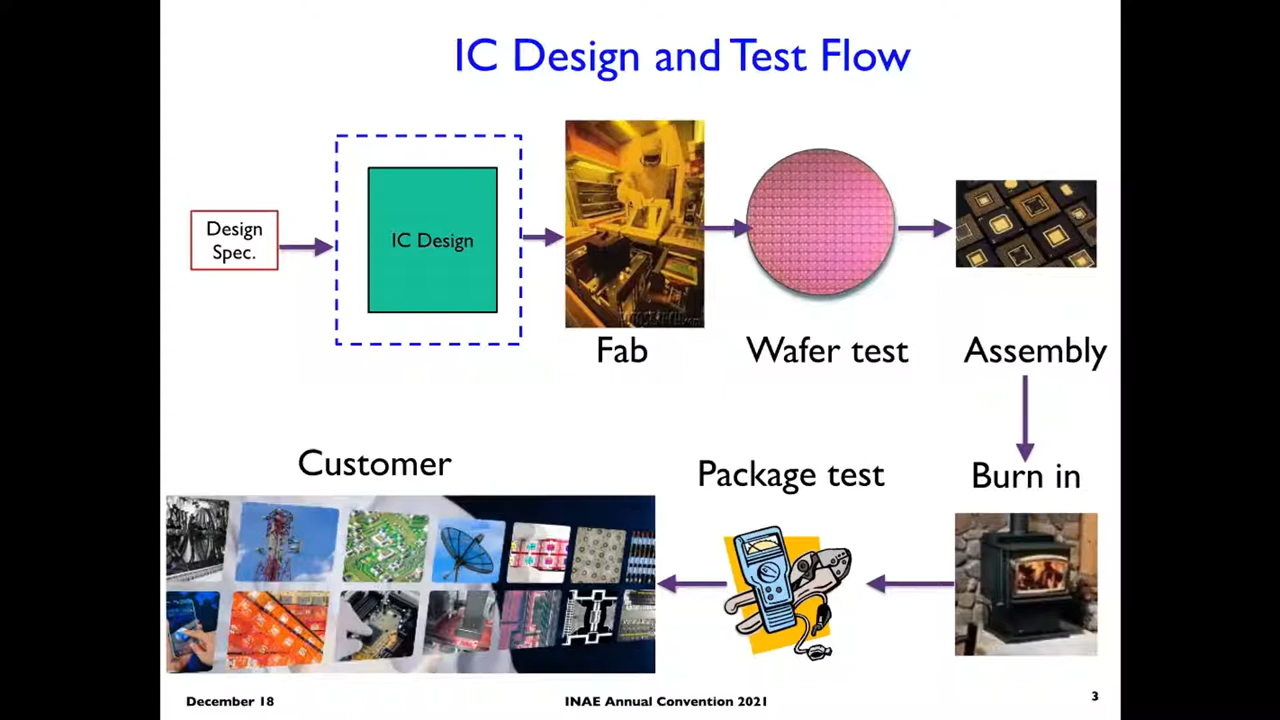 IC Design and Test Flow
Design
Spec.
IC Design
Fab
Wafer test
Assembly
Customer
Package test
Burn in
December 18
INAE Annual Convention 2021
3